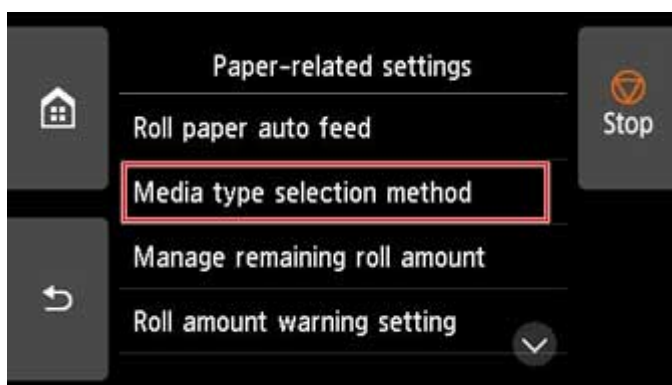 Paper-related settings
Stop
Roll paper auto feed
Media type selection method
Manage remaining roll amount
Roll amount warning setting